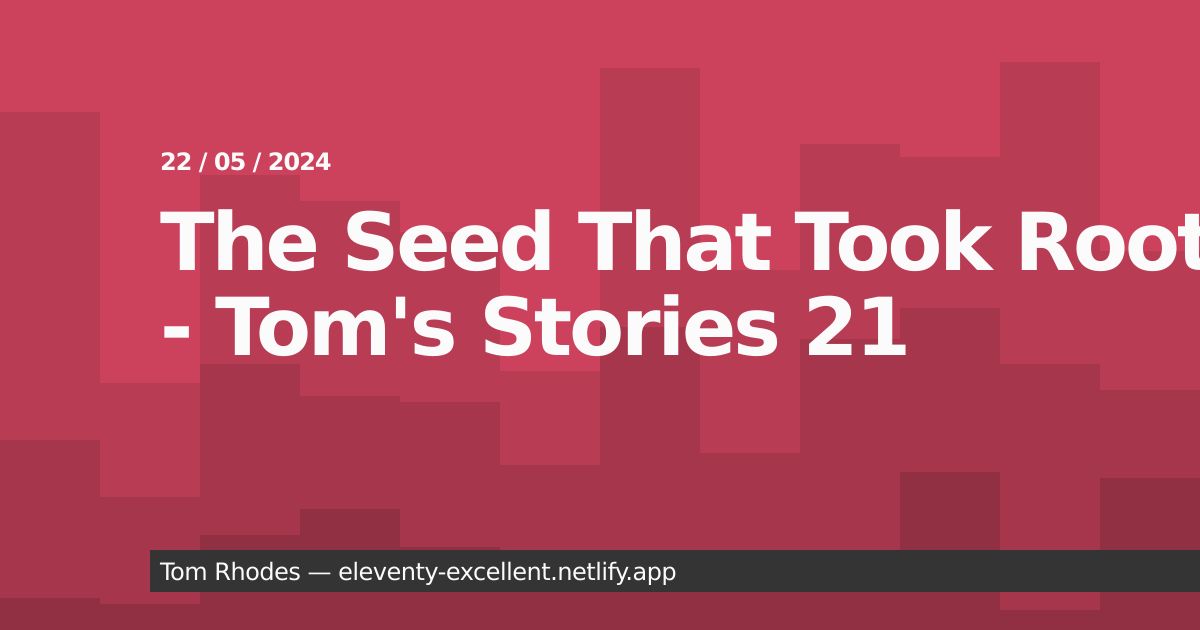 22 / 05 / 2024
The Seed That Took Root
- Tom's Stories 21
Tom Rhodes — eleventy-excellent.netlify.app